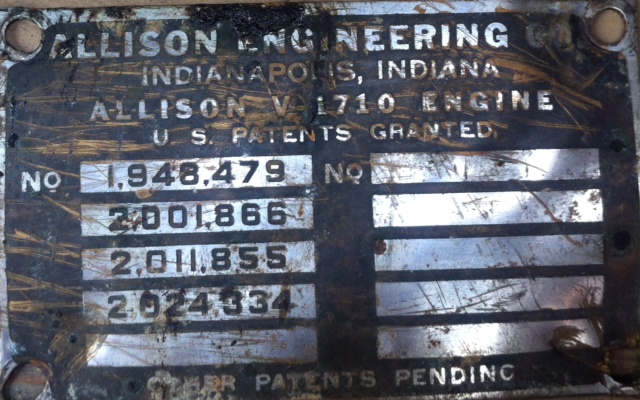 ALLISON ENGINEERING CO.
INDIANAPOLIS, INDIANA
ALLISON V-1710 ENGINE
U. S. PATENTS GRANTED.
NO. 1,948,479 NO.
2,001,866
2,011,855
2,024,334
OTHER PATENTS PENDING